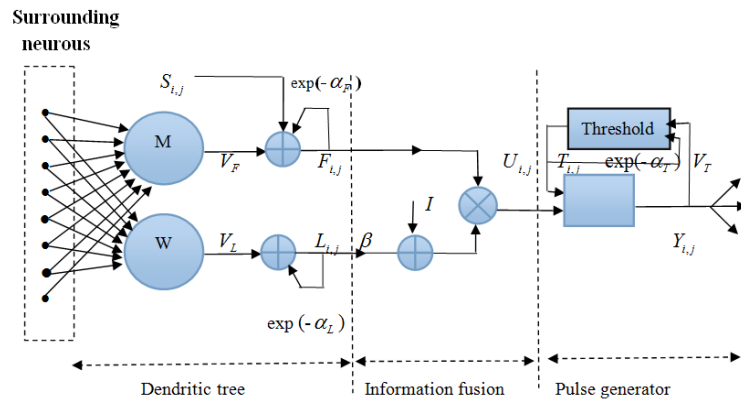 Surrounding
neurous
S_{i,j}
exp(-α_F)
M
V_F
F_{i,j}
Threshold
U_{i,j}
T_{i,j}
exp(-α_T)
V_T
I
W
V_L
L_{i,j}
β
Y_{i,j}
exp(-α_L)
Dendritic tree
Information fusion
Pulse generator